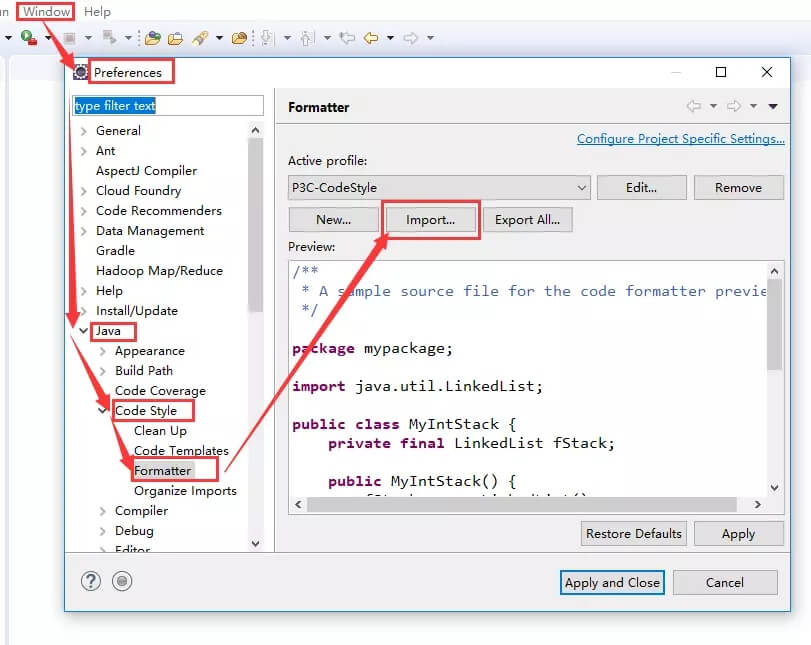 Window Help
Preferences
type filter text
General
Ant
AspectJ Compiler
Cloud Foundry
Code Recommenders
Data Management
Gradle
Hadoop Map/Reduce
Help
Install/Update
Java
Appearance
Build Path
Code Coverage
Code Style
Clean Up
Code Templates
Formatter
Organize Imports
Compiler
Debug
Editor
Formatter
Configure Project Specific Settings...
Active profile:
P3C-CodeStyle
Edit...
Remove
New...
Import...
Export All...
Preview:
/**
* A sample source file for the code formatter previe
*/
package mypackage;
import java.util.LinkedList;
public class MyIntStack {
private final LinkedList fStack;
public MyIntStack() {
Restore Defaults
Apply
Apply and Close
Cancel